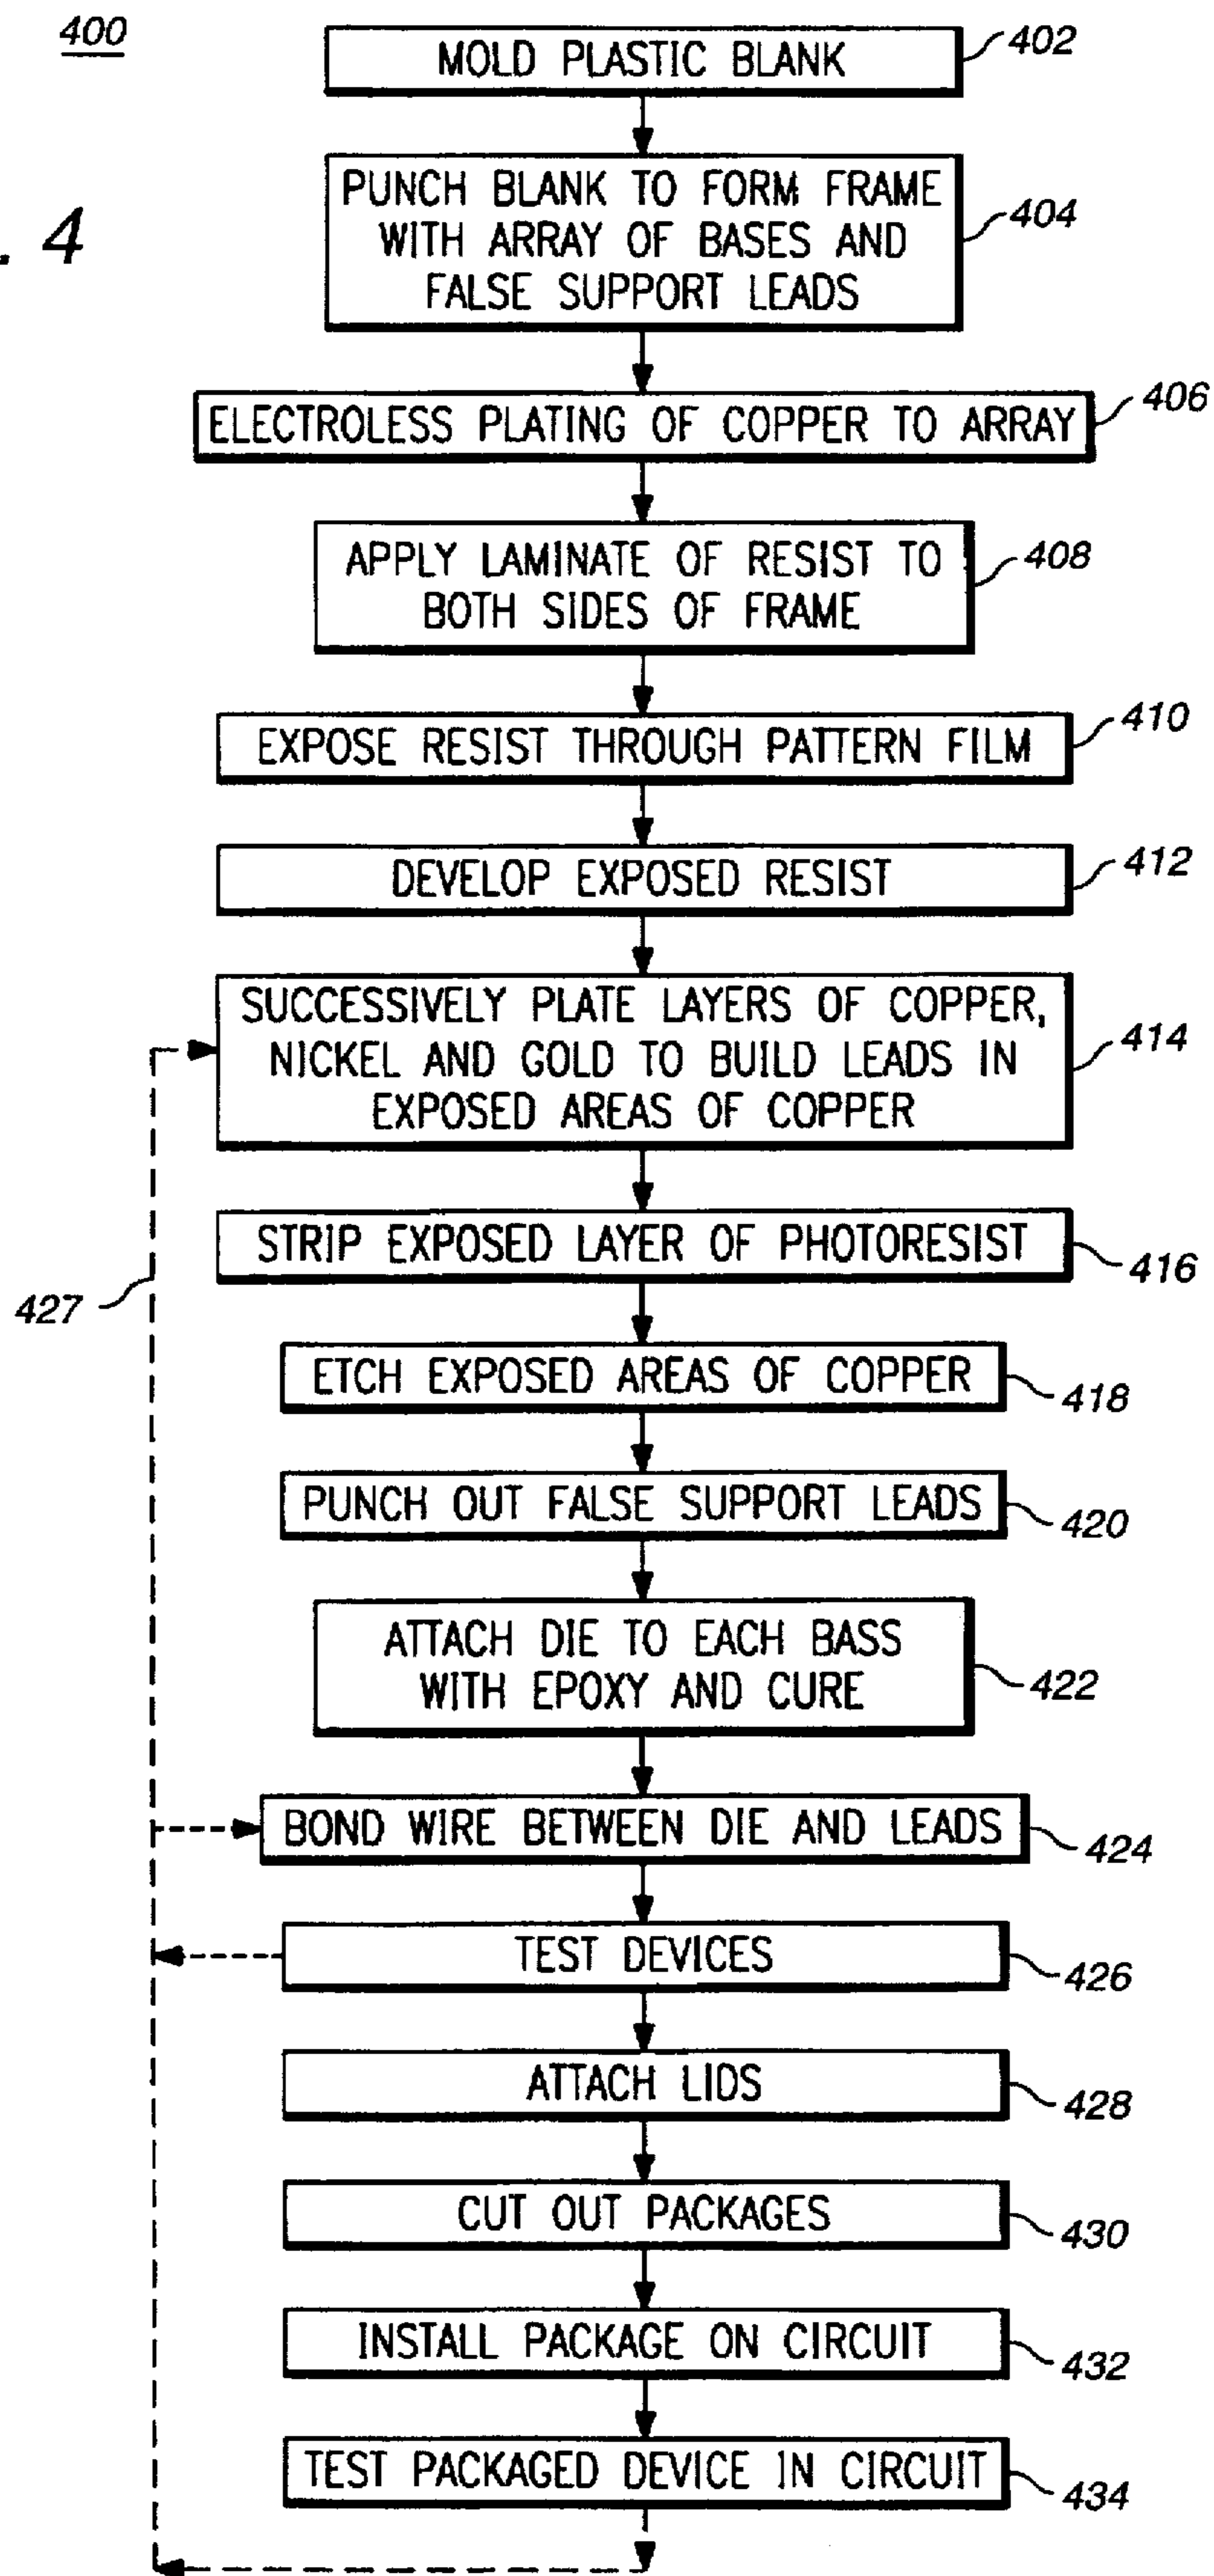 400
. 4
MOLD PLASTIC BLANK
402
PUNCH BLANK TO FORM FRAME
WITH ARRAY OF BASES AND
FALSE SUPPORT LEADS
404
ELECTROLESS PLATING OF COPPER TO ARRAY
406
APPLY LAMINATE OF RESIST TO
BOTH SIDES OF FRAME
408
EXPOSE RESIST THROUGH PATTERN FILM
410
DEVELOP EXPOSED RESIST
412
SUCCESSIVELY PLATE LAYERS OF COPPER,
NICKEL AND GOLD TO BUILD LEADS IN
EXPOSED AREAS OF COPPER
414
STRIP EXPOSED LAYER OF PHOTORESIST
416
427
ETCH EXPOSED AREAS OF COPPER
418
PUNCH OUT FALSE SUPPORT LEADS
420
ATTACH DIE TO EACH BASS
WITH EPOXY AND CURE
422
BOND WIRE BETWEEN DIE AND LEADS
424
TEST DEVICES
426
ATTACH LIDS
428
CUT OUT PACKAGES
430
INSTALL PACKAGE ON CIRCUIT
432
TEST PACKAGED DEVICE IN CIRCUIT
434